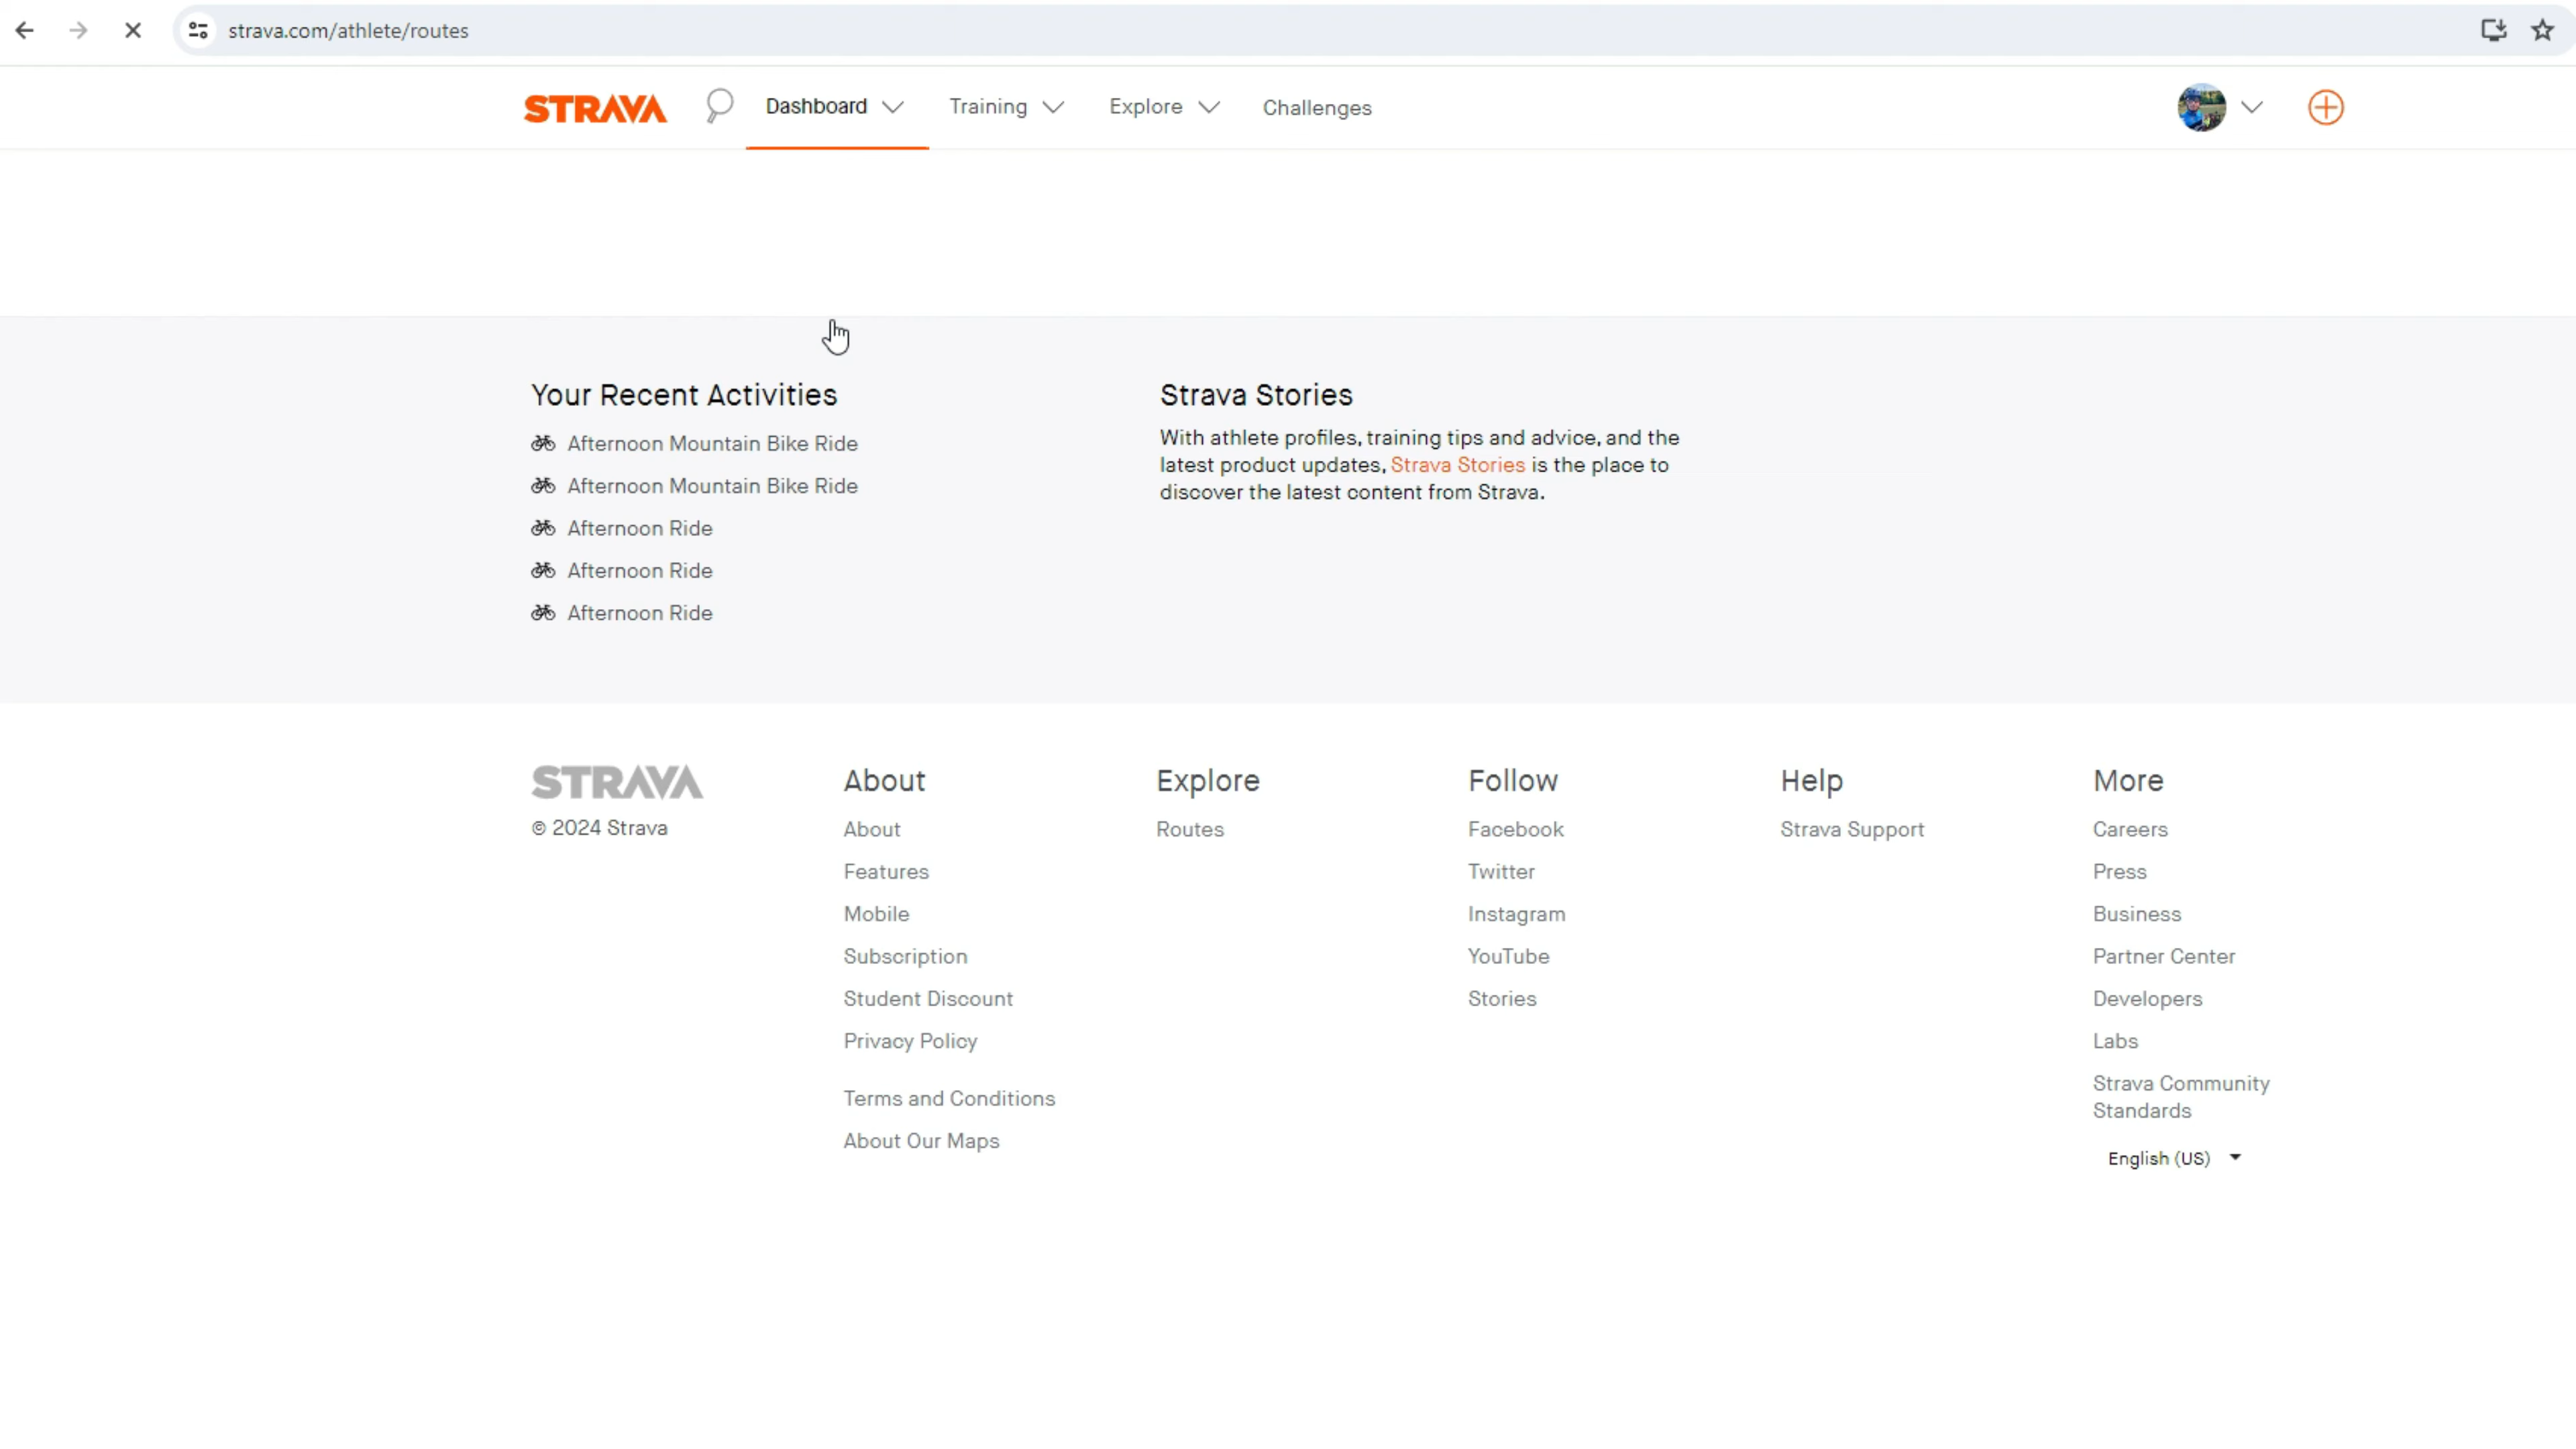 strava.com/athlete/routes
STRAVA
Dashboard
Training
Explore
Challenges
Your Recent Activities
Afternoon Mountain Bike Ride
Afternoon Mountain Bike Ride
Afternoon Ride
Afternoon Ride
Afternoon Ride
Strava Stories
With athlete profiles, training tips and advice, and the
latest product updates, Strava Stories is the place to
discover the latest content from Strava.
STRAVA
© 2024 Strava
About
About
Features
Mobile
Subscription
Student Discount
Privacy Policy
Terms and Conditions
About Our Maps
Explore
Routes
Follow
Facebook
Twitter
Instagram
YouTube
Stories
Help
Strava Support
More
Careers
Press
Business
Partner Center
Developers
Labs
Strava Community
Standards
English (US)